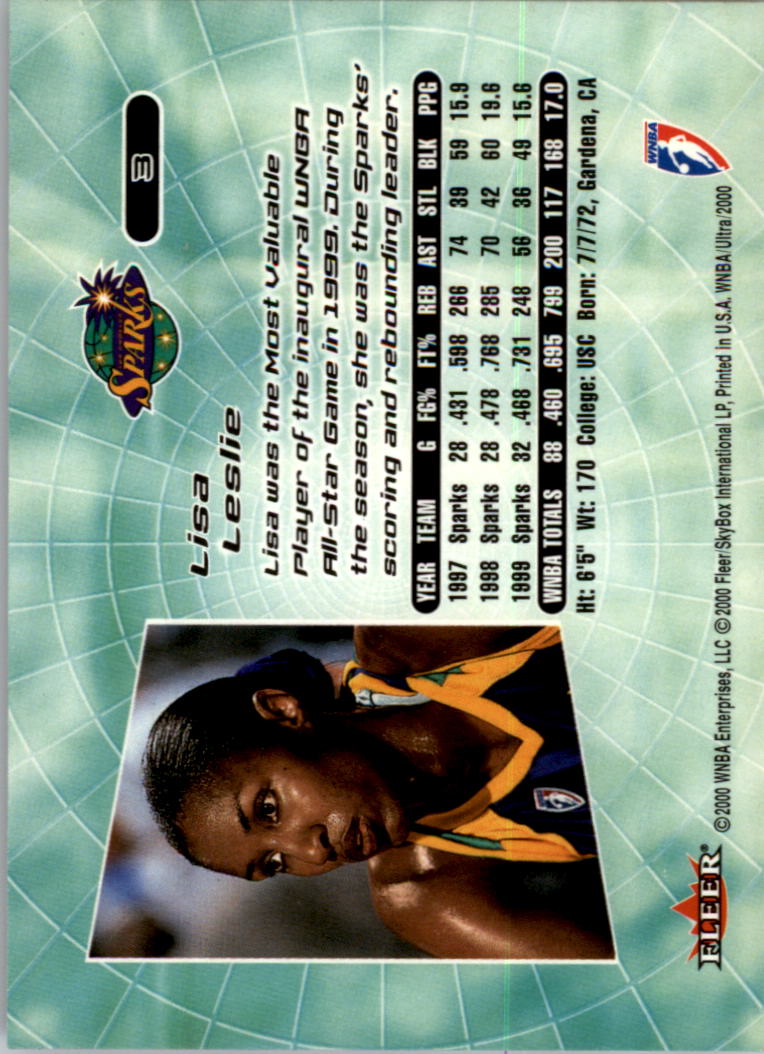 3
SPARKS
Lisa
Leslie
Lisa was the Most Valuable
Player of the inaugural WNBA
All-Star Game in 1999. During
the season, she was the Sparks'
scoring and rebounding leader.
YEAR TEAM G FG% FT% REB AST STL BLK PPG
1997 Sparks 28 .431 .598 266 74 39 59 15.9
1998 Sparks 28 .478 .768 285 70 42 60 19.6
1999 Sparks 32 .468 .731 248 56 36 49 15.6
WNBA TOTALS 88 .460 .695 799 200 117 168 17.0
Ht: 6'5" Wt: 170 College: USC Born: 7/7/72, Gardena, CA
WNBA
FLEER® ©2000 WNBA Enterprises, LLC ©2000 Fleer/SkyBox International LP, Printed in U.S.A. WNBA/Ultra/2000